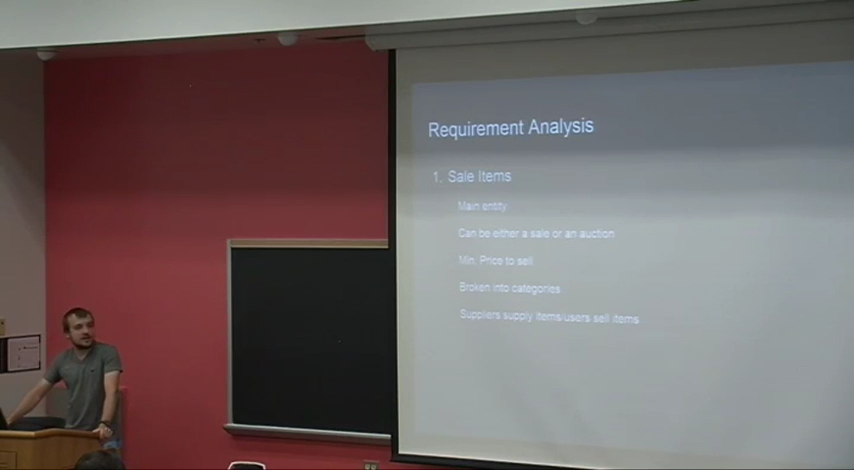 Requirement Analysis
1. Sale Items
Main entity
Can be either a sale or an auction
Min. Price to sell
Broken into categories
Suppliers supply items/users sell items